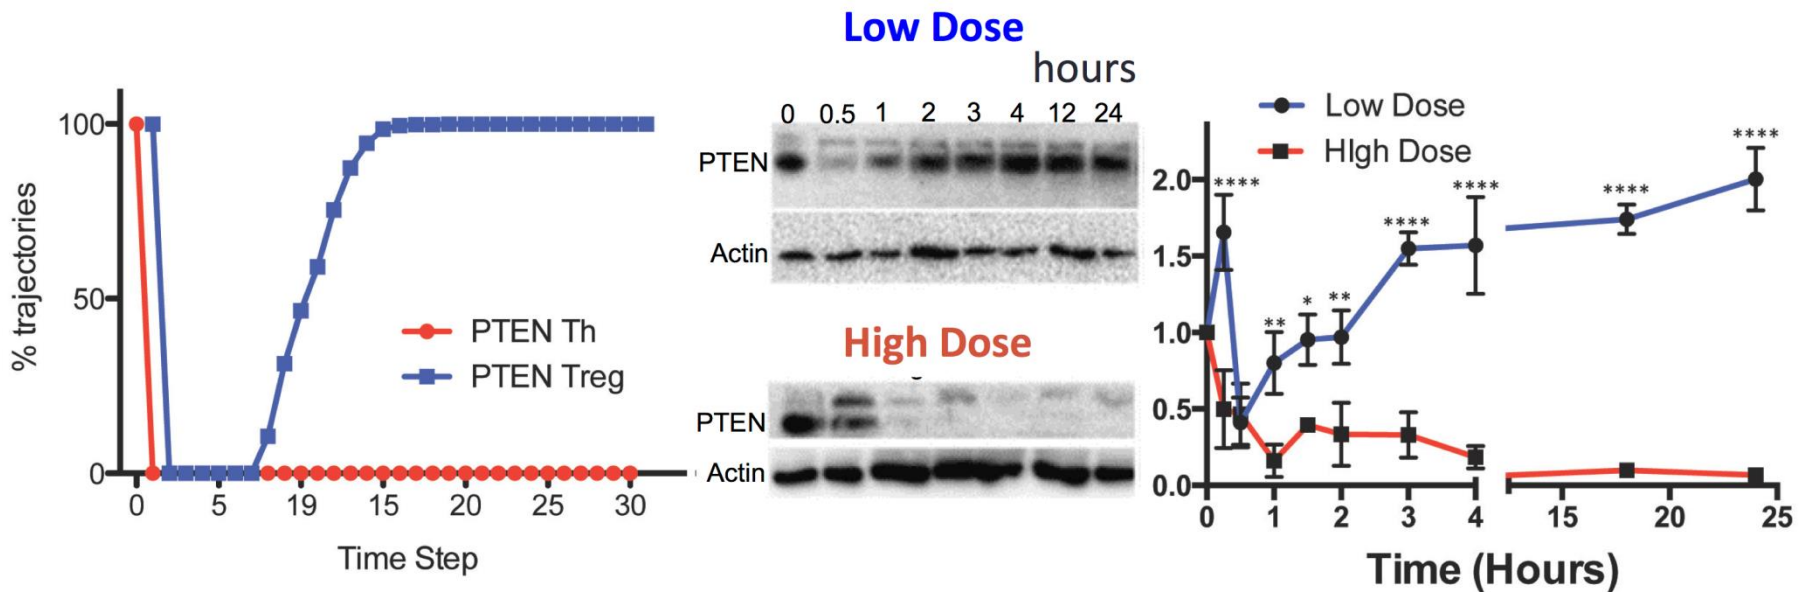 Low Dose
hours
0 0.5 1 2 3 4 12 24
PTEN
Actin
High Dose
PTEN
Actin
% trajectories
100
50
0
PTEN Th
PTEN Treg
0 5 19 15 20 25 30
Time Step
Low Dose
HIgh Dose
2.0
1.5
1.0
0.5
0.0
**** ** * ** **** **** **** ****
0 1 2 3 4 15 20 25
Time (Hours)